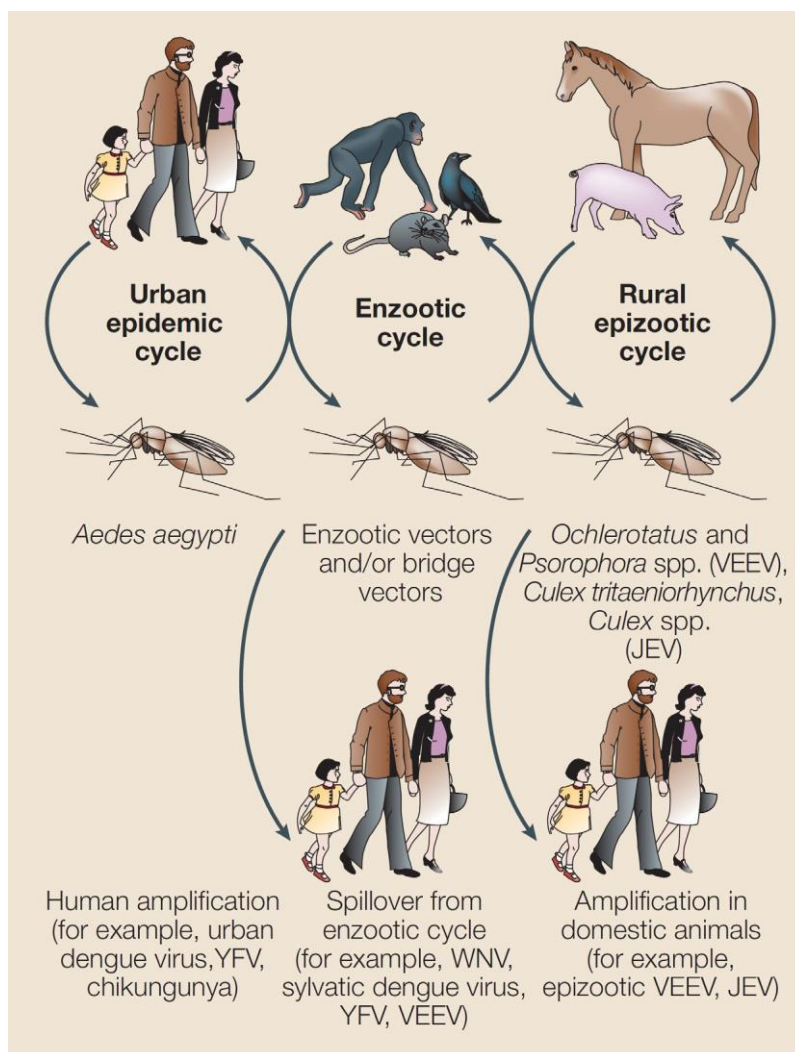 Urban
epidemic
cycle
Enzootic
cycle
Rural
epizootic
cycle
Aedes aegypti
Enzootic vectors
and/or bridge
vectors
Ochlerotatus and
Psorophora spp. (VEEV),
Culex tritaeniorhynchus,
Culex spp.
(JEV)
Human amplification
(for example, urban
dengue virus,YFV,
chikungunya)
Spillover from
enzootic cycle
(for example, WNV,
sylvatic dengue virus,
YFV, VEEV)
Amplification in
domestic animals
(for example,
epizootic VEEV, JEV)